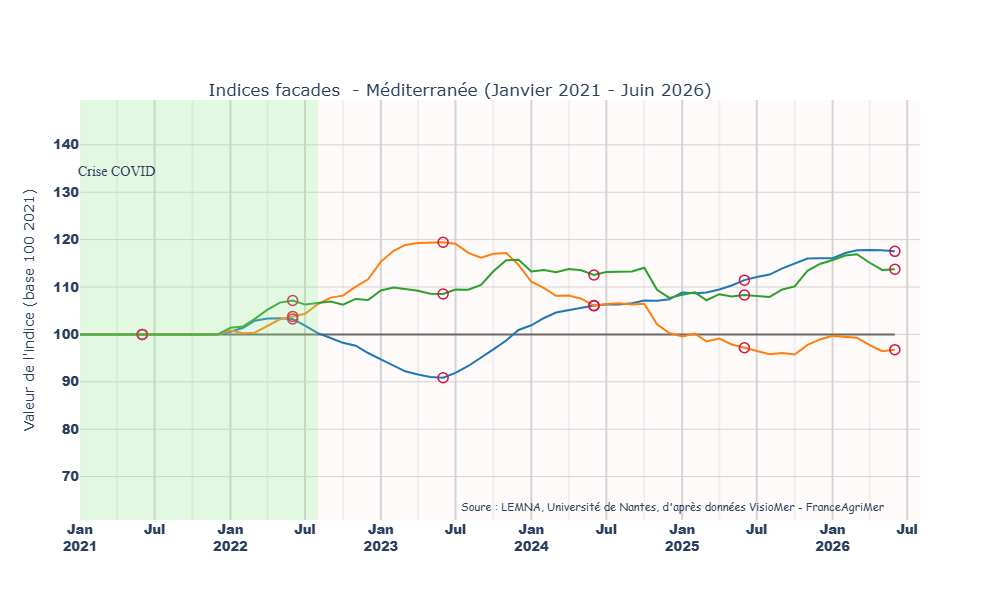 Indices facades  - Méditerranée (Janvier 2021 - Juin 2026)
Valeur de l'indice (base 100 2021)
140
130
120
110
100
90
80
70
Crise COVID
Soure : LEMNA, Université de Nantes, d'après données VisioMer - FranceAgriMer
Jan Jul Jan Jul Jan Jul Jan Jul Jan Jul Jan Jul
2021 2022 2023 2024 2025 2026